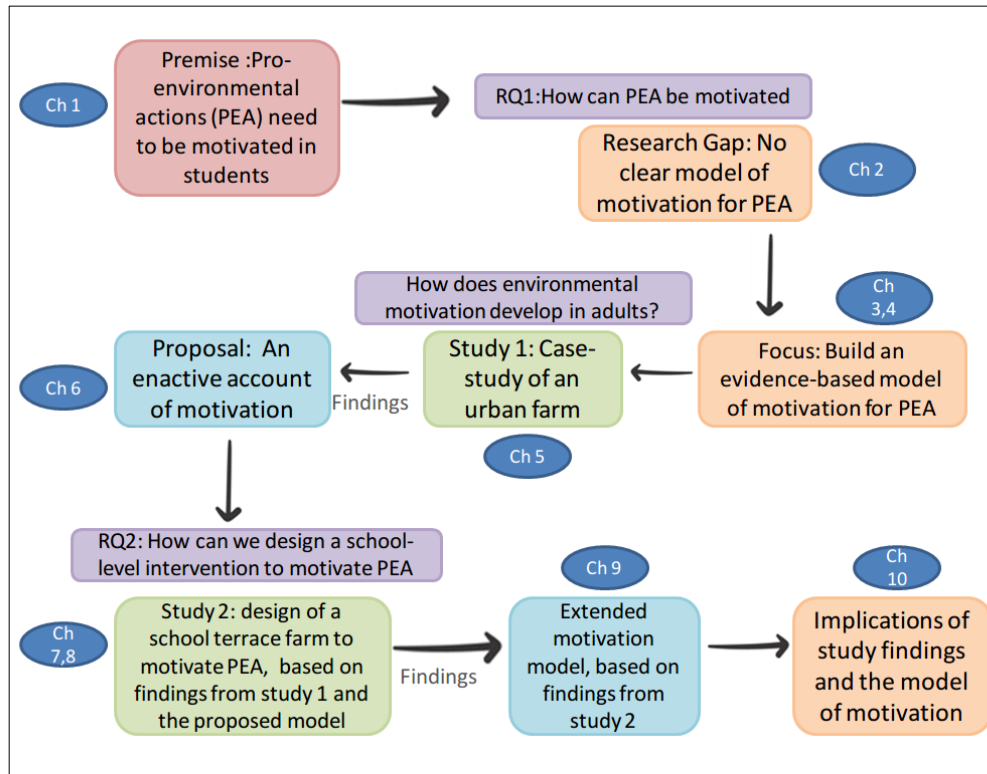 Ch 1
Premise :Pro-
environmental
actions (PEA) need
to be motivated in
students
RQ1:How can PEA be motivated
Research Gap: No
clear model of
motivation for PEA
Ch 2
Ch
3,4
Focus: Build an
evidence-based model
of motivation for PEA
How does environmental
motivation develop in adults?
Study 1: Case-
study of an
urban farm
Ch 5
Findings
Proposal:  An
enactive account
of motivation
Ch 6
RQ2: How can we design a school-
level intervention to motivate PEA
Ch
7,8
Study 2: design of a
school terrace farm to
motivate PEA,  based on
findings from study 1 and
the proposed model
Findings
Ch 9
Extended
motivation
model, based on
findings from
study 2
Ch
10
Implications of
study findings
and the model
of motivation